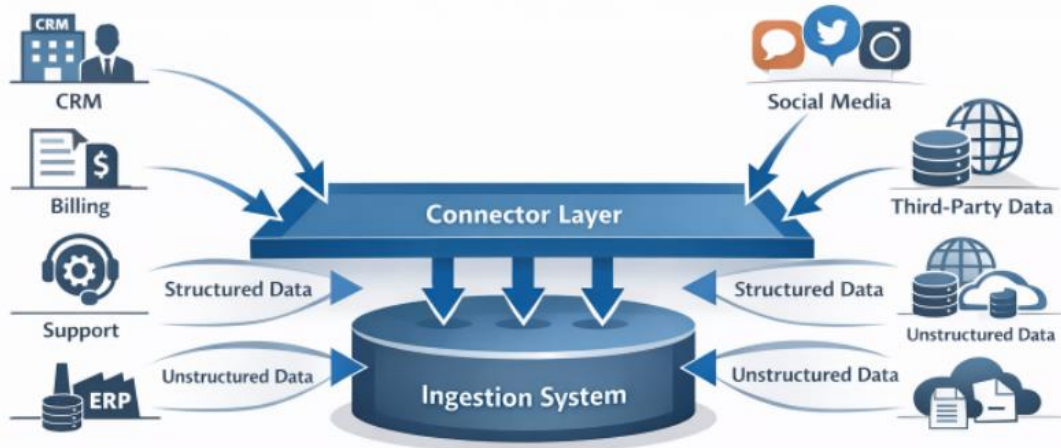 CRM
CRM
Social Media
Billing
Third-Party Data
Connector Layer
Structured Data
Structured Data
Support
Unstructured Data
Unstructured Data
Unstructured Data
ERP
Ingestion System
$